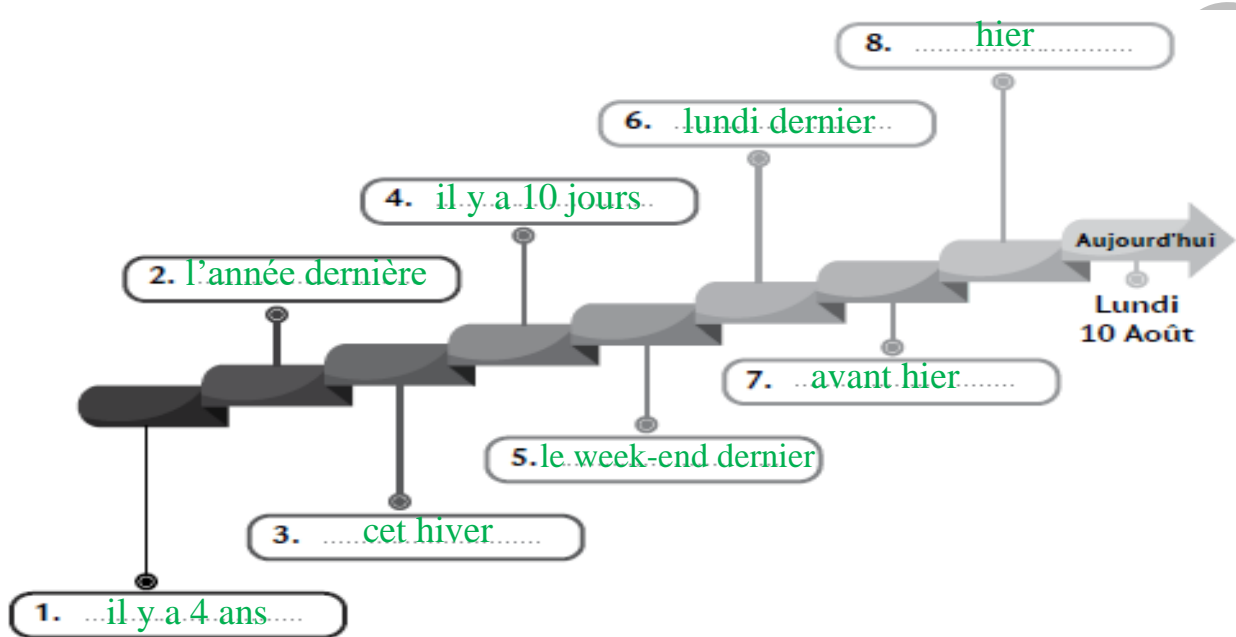 8. hier
6. lundi dernier
4. il y a 10 jours
2. l'année dernière
Aujourd'hui
Lundi
10 Août
7. avant hier
5. le week-end dernier
3. cet hiver
1. il y a 4 ans